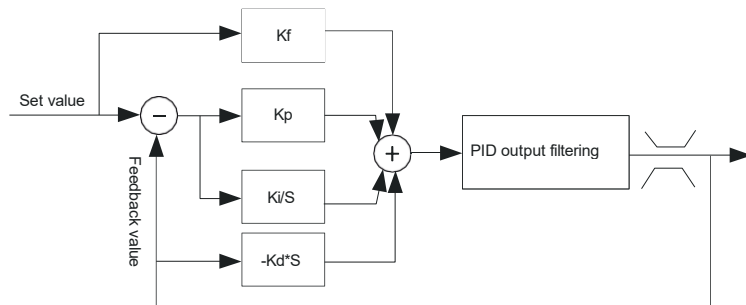 Kf
Set value
−
Kp
+
PID output filtering
Feedback value
Ki/S
-Kd*S